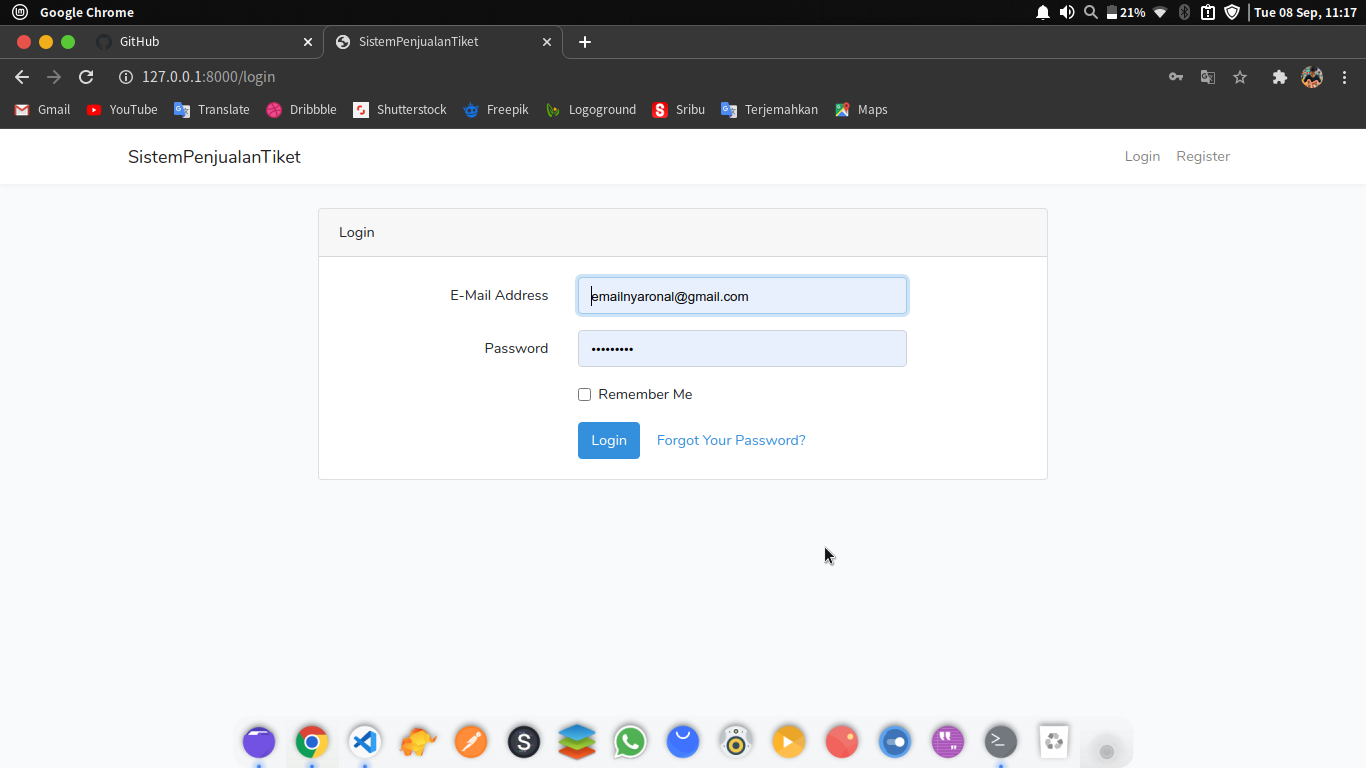 Google Chrome 21% Tue 08 Sep, 11:17
GitHub SistemPenjualanTiket
127.0.0.1:8000/login
Gmail YouTube Translate Dribbble Shutterstock Freepik Logoground Sribu Terjemahkan Maps
SistemPenjualanTiket Login Register
Login
E-Mail Address emailnyaronal@gmail.com
Password •••••••••
Remember Me
Login Forgot Your Password?